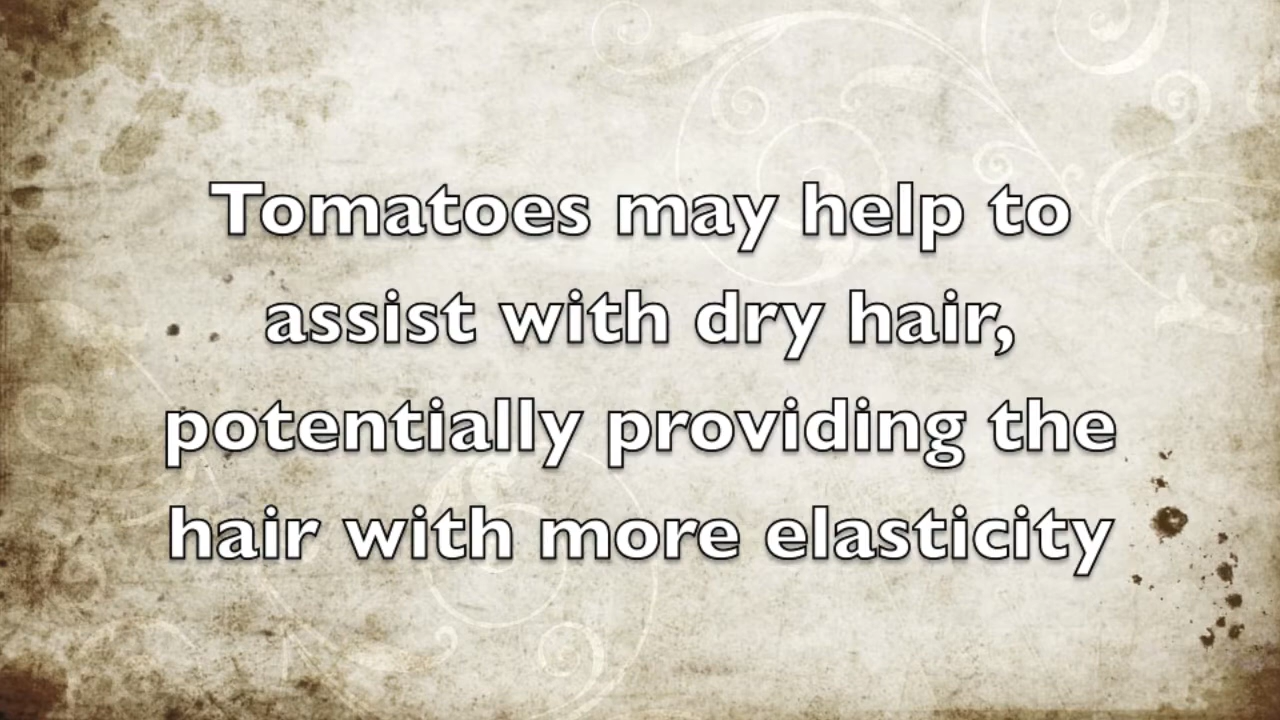 Tomatoes may help to
assist with dry hair,
potentially providing the
hair with more elasticity